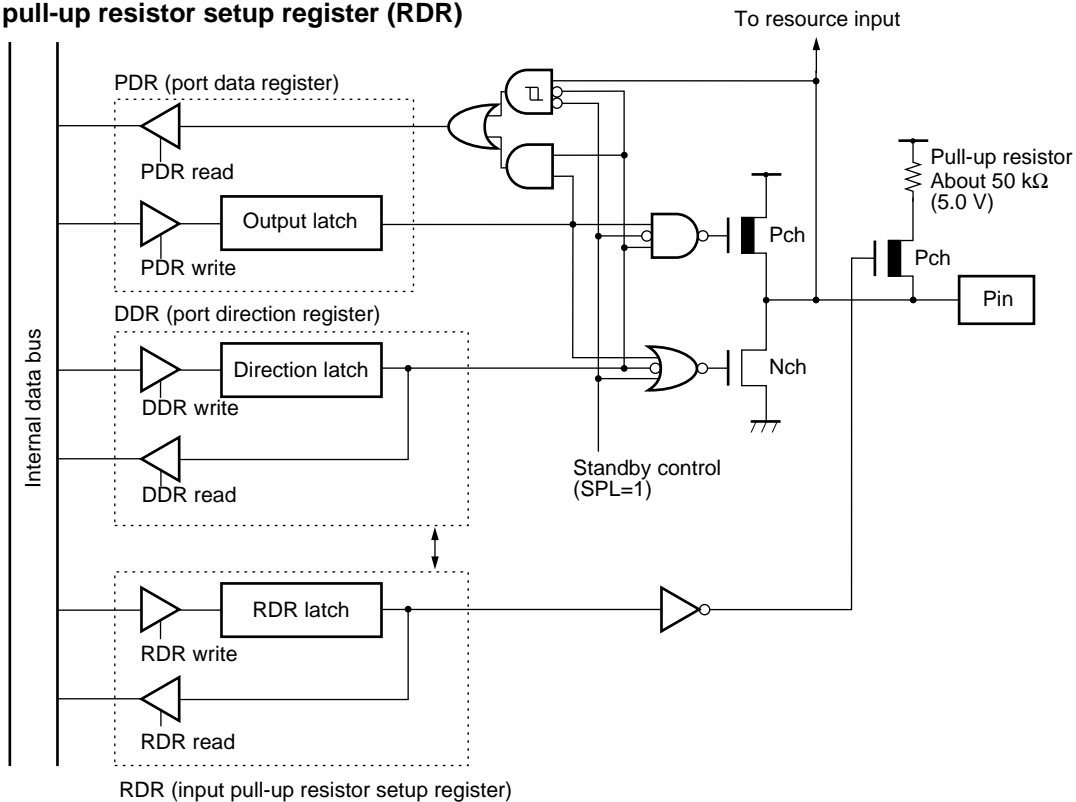 pull-up resistor setup register (RDR)
To resource input
PDR (port data register)
PDR read
Pull-up resistor
About 50 kΩ
(5.0 V)
Output latch
PDR write
Pch
Pch
Pin
DDR (port direction register)
Internal data bus
Direction latch
DDR write
Nch
DDR read
Standby control
(SPL=1)
RDR latch
RDR write
RDR read
RDR (input pull-up resistor setup register)